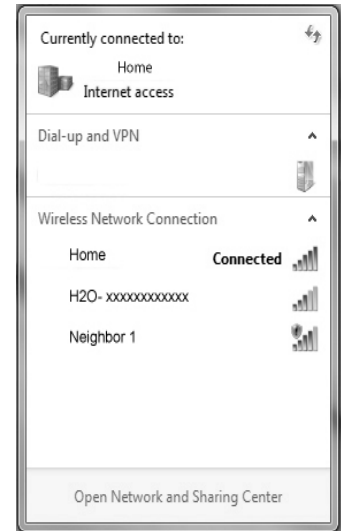 Currently connected to:
Home
Internet access
Dial-up and VPN
Wireless Network Connection
Home Connected
H2O- xxxxxxxxxxxx
Neighbor 1
Open Network and Sharing Center